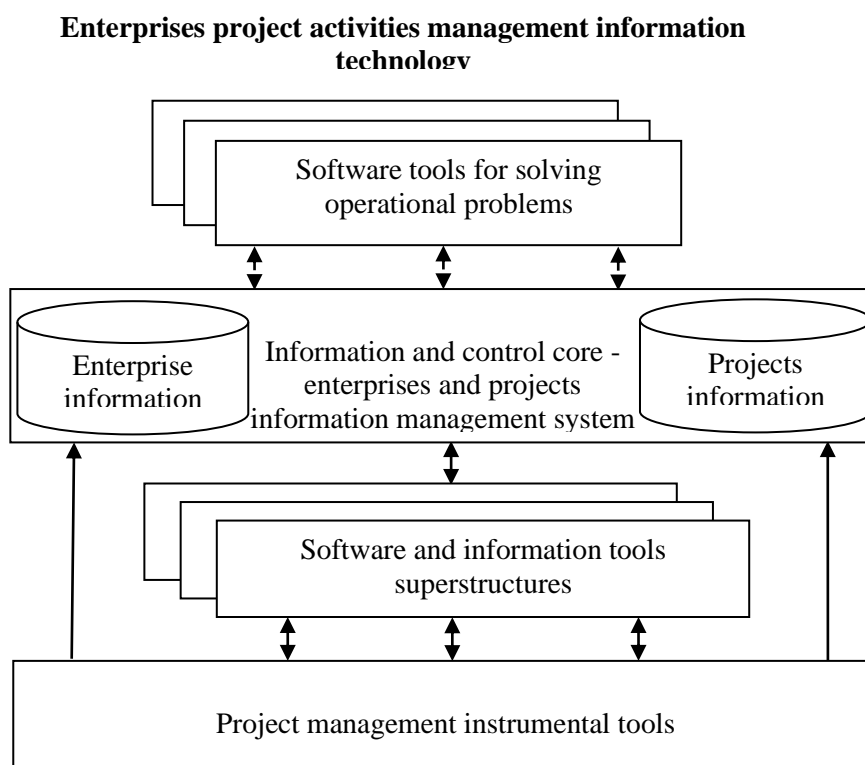 Enterprises project activities management information
technology
Software tools for solving
operational problems
Enterprise
information
Information and control core -
enterprises and projects
information management system
Projects
information
Software and information tools
superstructures
Project management instrumental tools